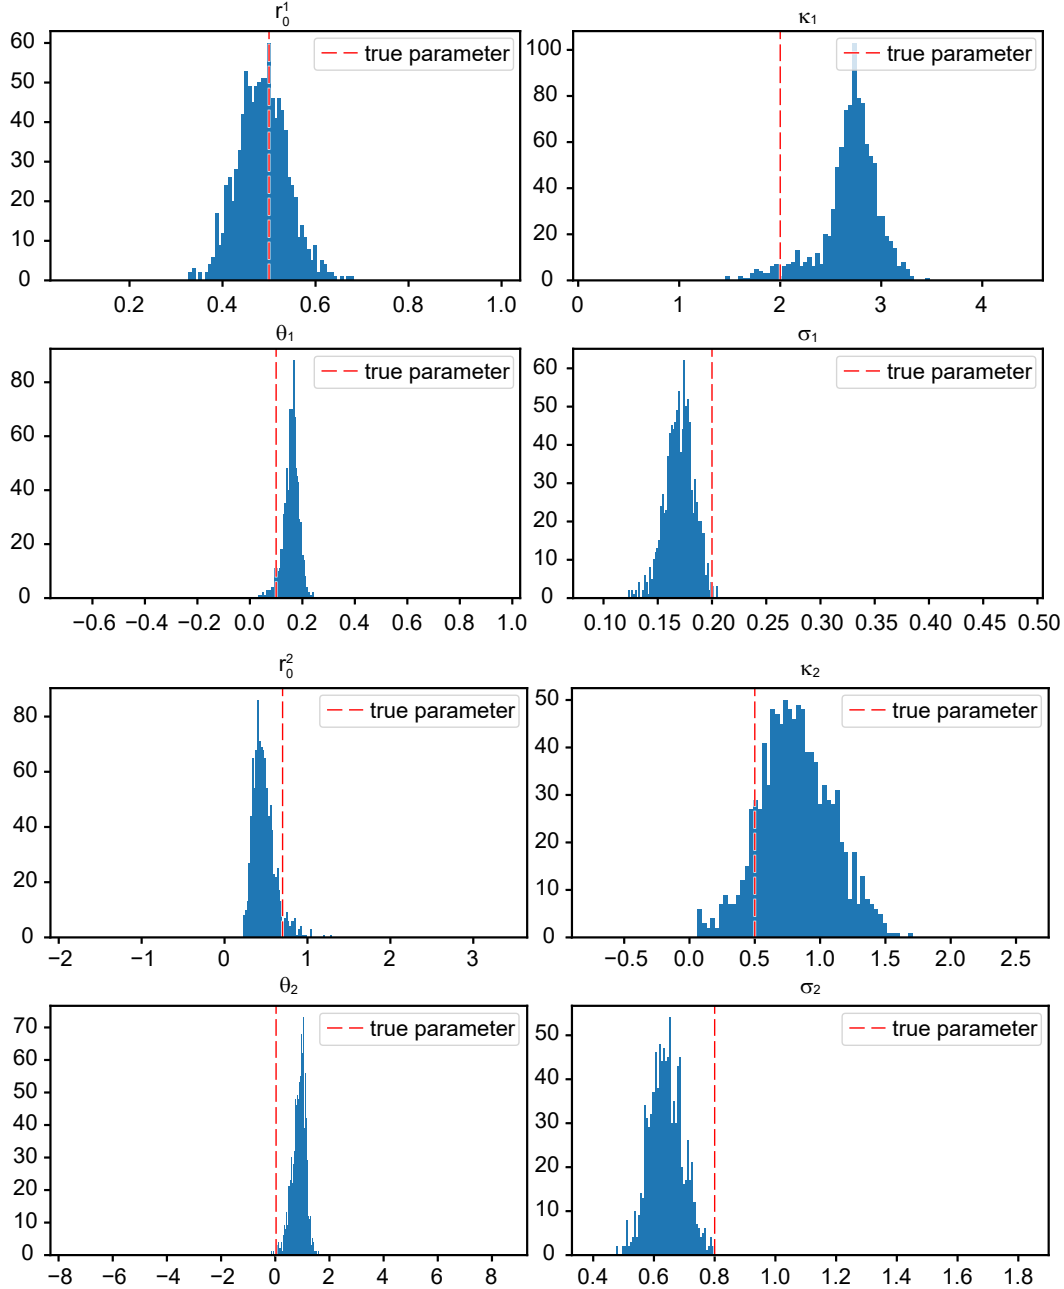 r₀¹
true parameter
60
50
40
30
20
10
0
0.2 0.4 0.6 0.8 1.0
κ₁
true parameter
100
80
60
40
20
0
0 1 2 3 4
θ₁
true parameter
80
60
40
20
0
−0.6 −0.4 −0.2 0.0 0.2 0.4 0.6 0.8 1.0
σ₁
true parameter
60
50
40
30
20
10
0
0.10 0.15 0.20 0.25 0.30 0.35 0.40 0.45 0.50
r₀²
true parameter
80
60
40
20
0
−2 −1 0 1 2 3
κ₂
true parameter
50
40
30
20
10
0
−0.5 0.0 0.5 1.0 1.5 2.0 2.5
θ₂
true parameter
70
60
50
40
30
20
10
0
−8 −6 −4 −2 0 2 4 6 8
σ₂
true parameter
50
40
30
20
10
0
0.4 0.6 0.8 1.0 1.2 1.4 1.6 1.8